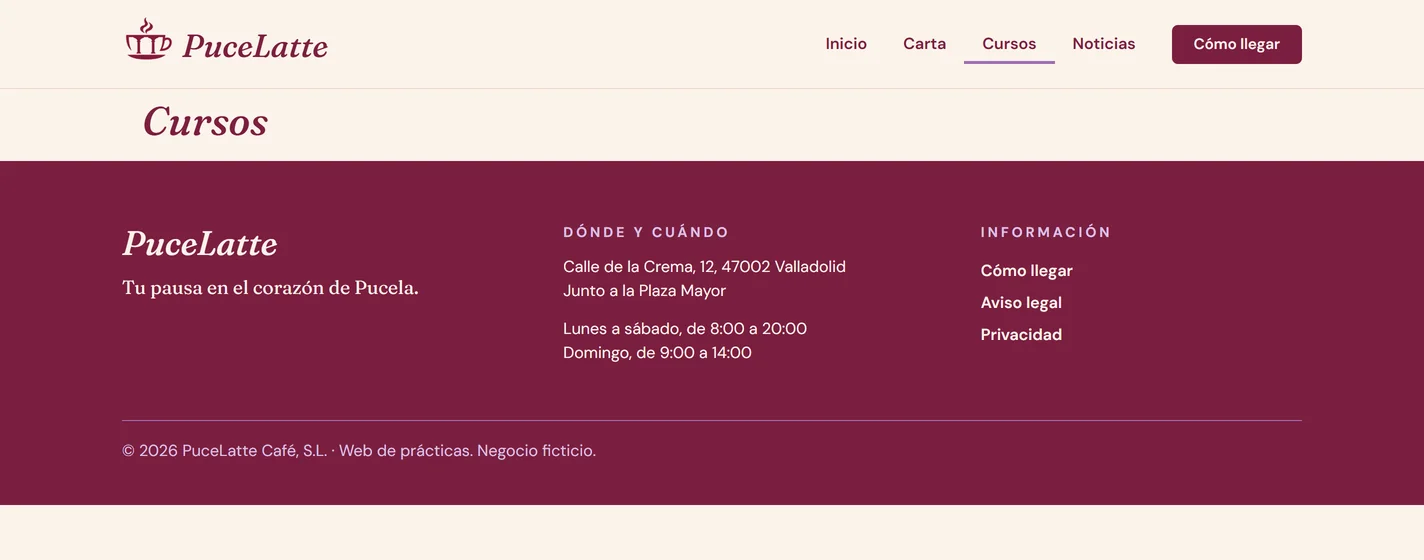 PuceLatte
Inicio
Carta
Cursos
Noticias
Cómo llegar
Cursos
PuceLatte
Tu pausa en el corazón de Pucela.
DÓNDE Y CUÁNDO
Calle de la Crema, 12, 47002 Valladolid
Junto a la Plaza Mayor
Lunes a sábado, de 8:00 a 20:00
Domingo, de 9:00 a 14:00
INFORMACIÓN
Cómo llegar
Aviso legal
Privacidad
© 2026 PuceLatte Café, S.L. · Web de prácticas. Negocio ficticio.